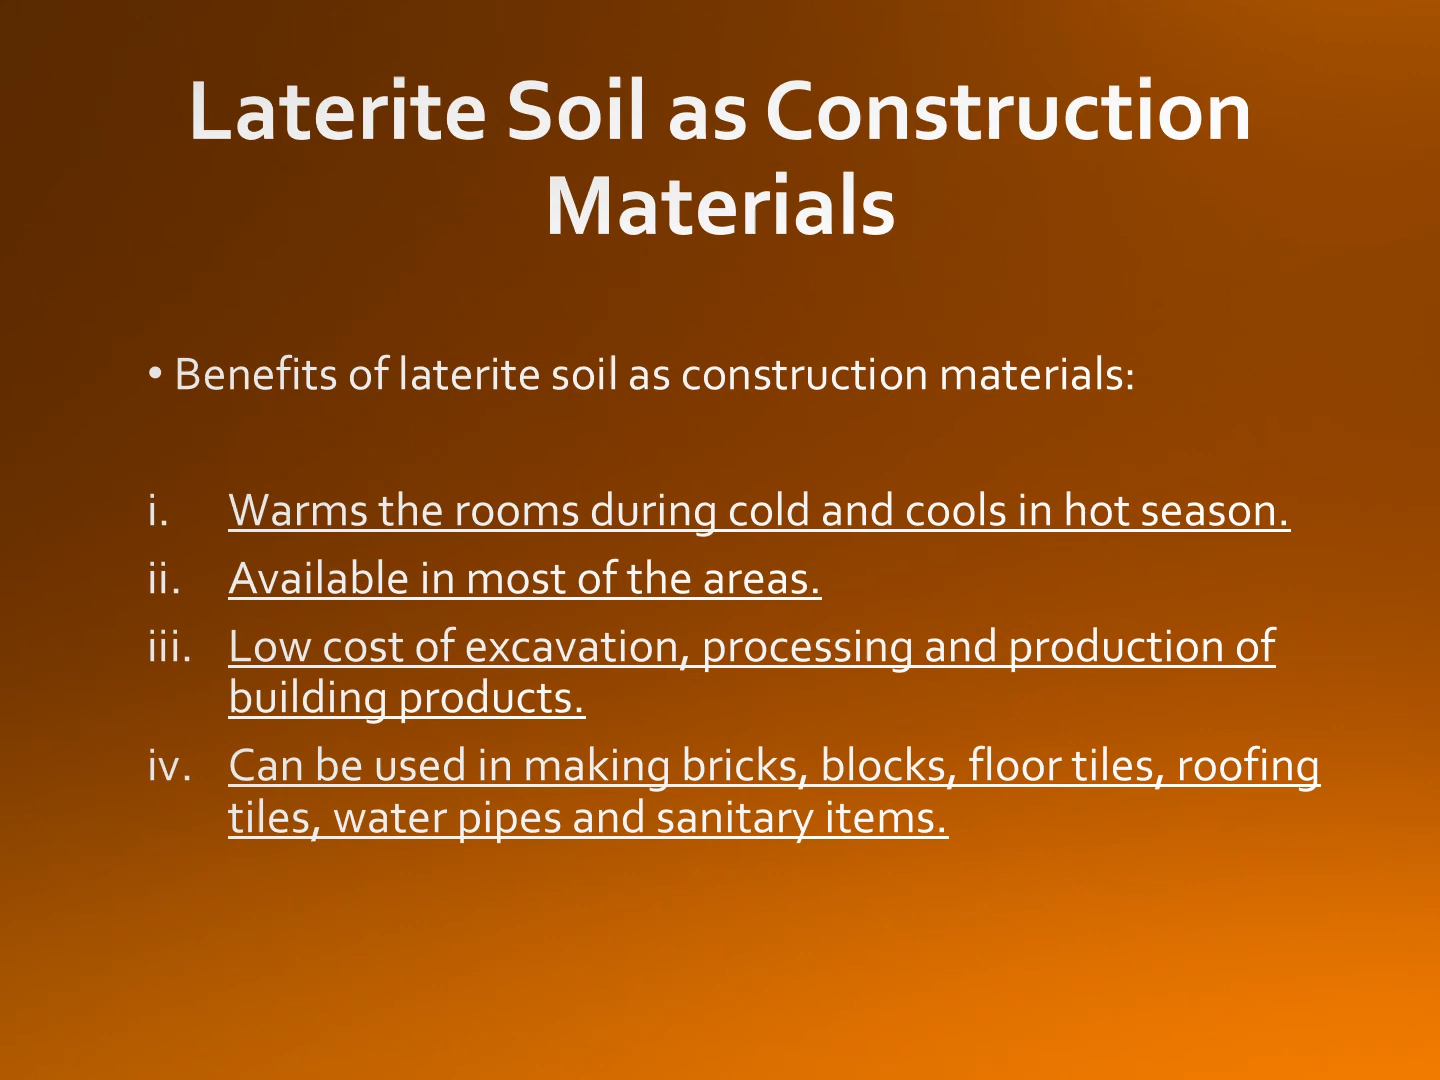 Laterite Soil as Construction
Materials
• Benefits of laterite soil as construction materials:
i. Warms the rooms during cold and cools in hot season.
ii. Available in most of the areas.
iii. Low cost of excavation, processing and production of
building products.
iv. Can be used in making bricks, blocks, floor tiles, roofing
tiles, water pipes and sanitary items.